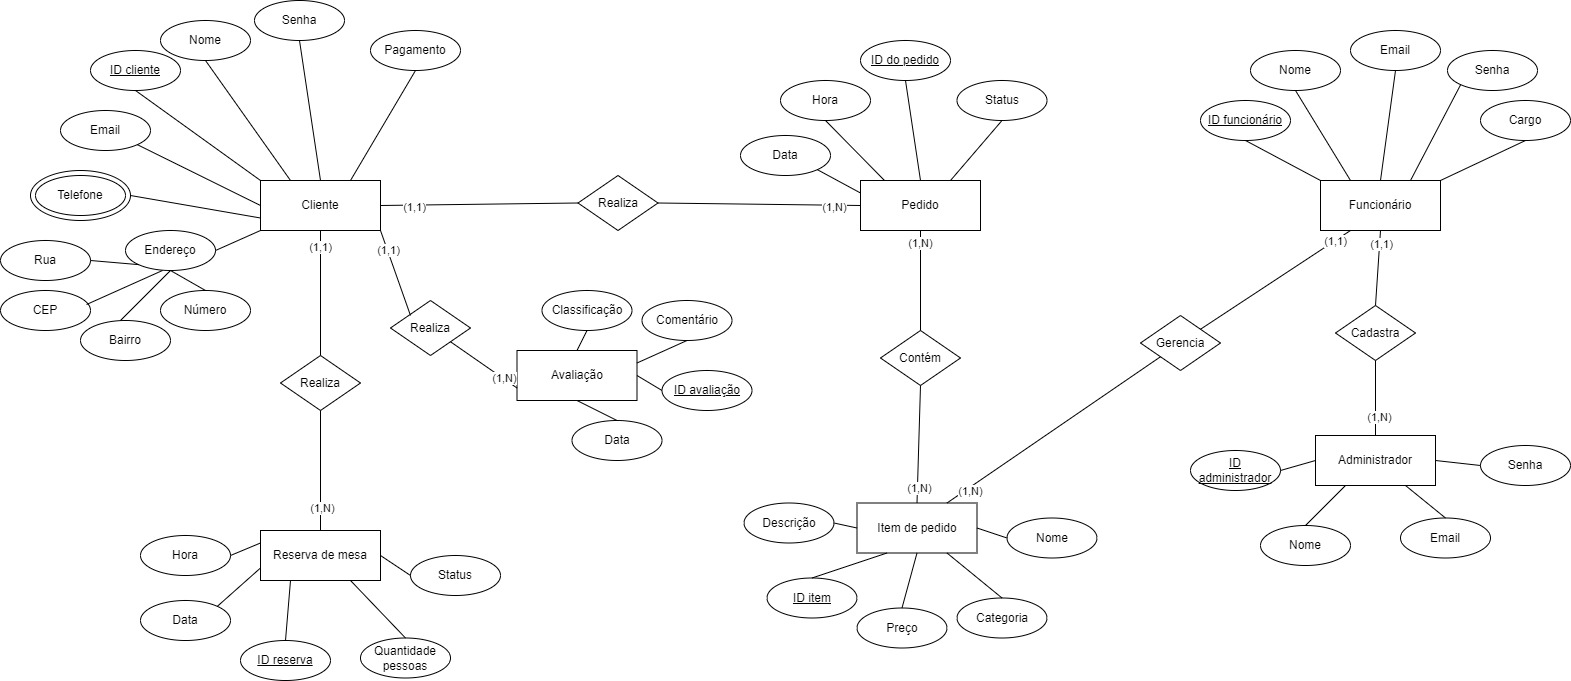 Senha
Nome
Pagamento
ID cliente
Email
Telefone
Cliente
Endereço
Rua
CEP
Número
Bairro
(1,1)
Realiza
(1,N)
(1,1)
(1,1)
Realiza
(1,N)
Classificação
Comentário
Avaliação
ID avaliação
Data
Realiza
(1,N)
Reserva de mesa
Hora
Data
ID reserva
Quantidade
pessoas
Status
ID do pedido
Hora
Status
Data
Pedido
(1,N)
Contém
(1,N)
(1,N)
Descrição
Item de pedido
Nome
ID item
Preço
Categoria
Email
Nome
Senha
ID funcionário
Cargo
Funcionário
(1,1)
(1,1)
Gerencia
Cadastra
(1,N)
Administrador
ID
administrador
Senha
Nome
Email